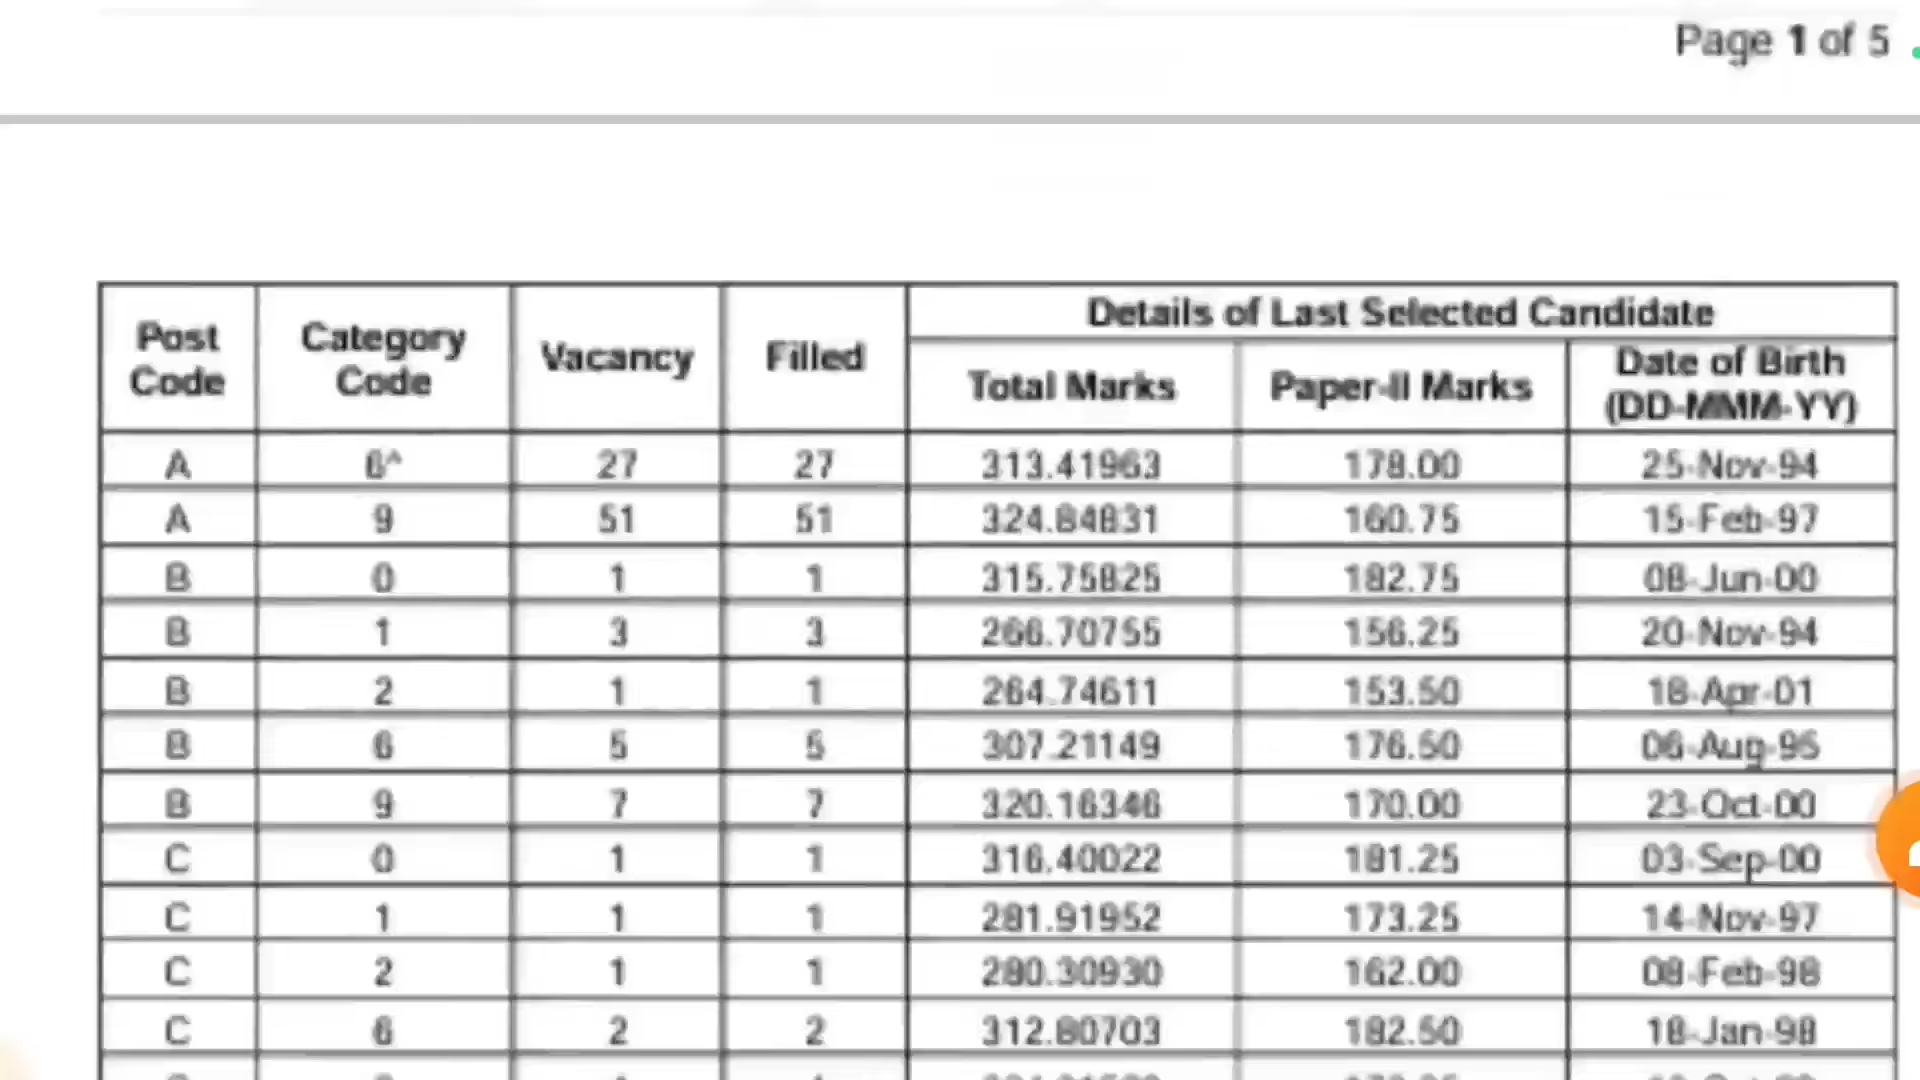 Page 1 of 5
Details of Last Selected Candidate
Post Code Category Code Vacancy Filled Total Marks Paper-II Marks Date of Birth (DD-MMM-YY)
A 6^ 27 27 313.41963 178.00 25-Nov-94
A 9 51 51 324.84831 160.75 15-Feb-97
B 0 1 1 315.75825 182.75 08-Jun-00
B 1 3 3 266.70755 156.25 20-Nov-94
B 2 1 1 264.74611 153.50 18-Apr-01
B 6 5 5 307.21149 176.50 06-Aug-95
B 9 7 7 320.16346 170.00 23-Oct-00
C 0 1 1 316.40022 181.25 03-Sep-00
C 1 1 1 281.91952 173.25 14-Nov-97
C 2 1 1 280.30930 162.00 08-Feb-98
C 6 2 2 312.80703 182.50 18-Jan-98